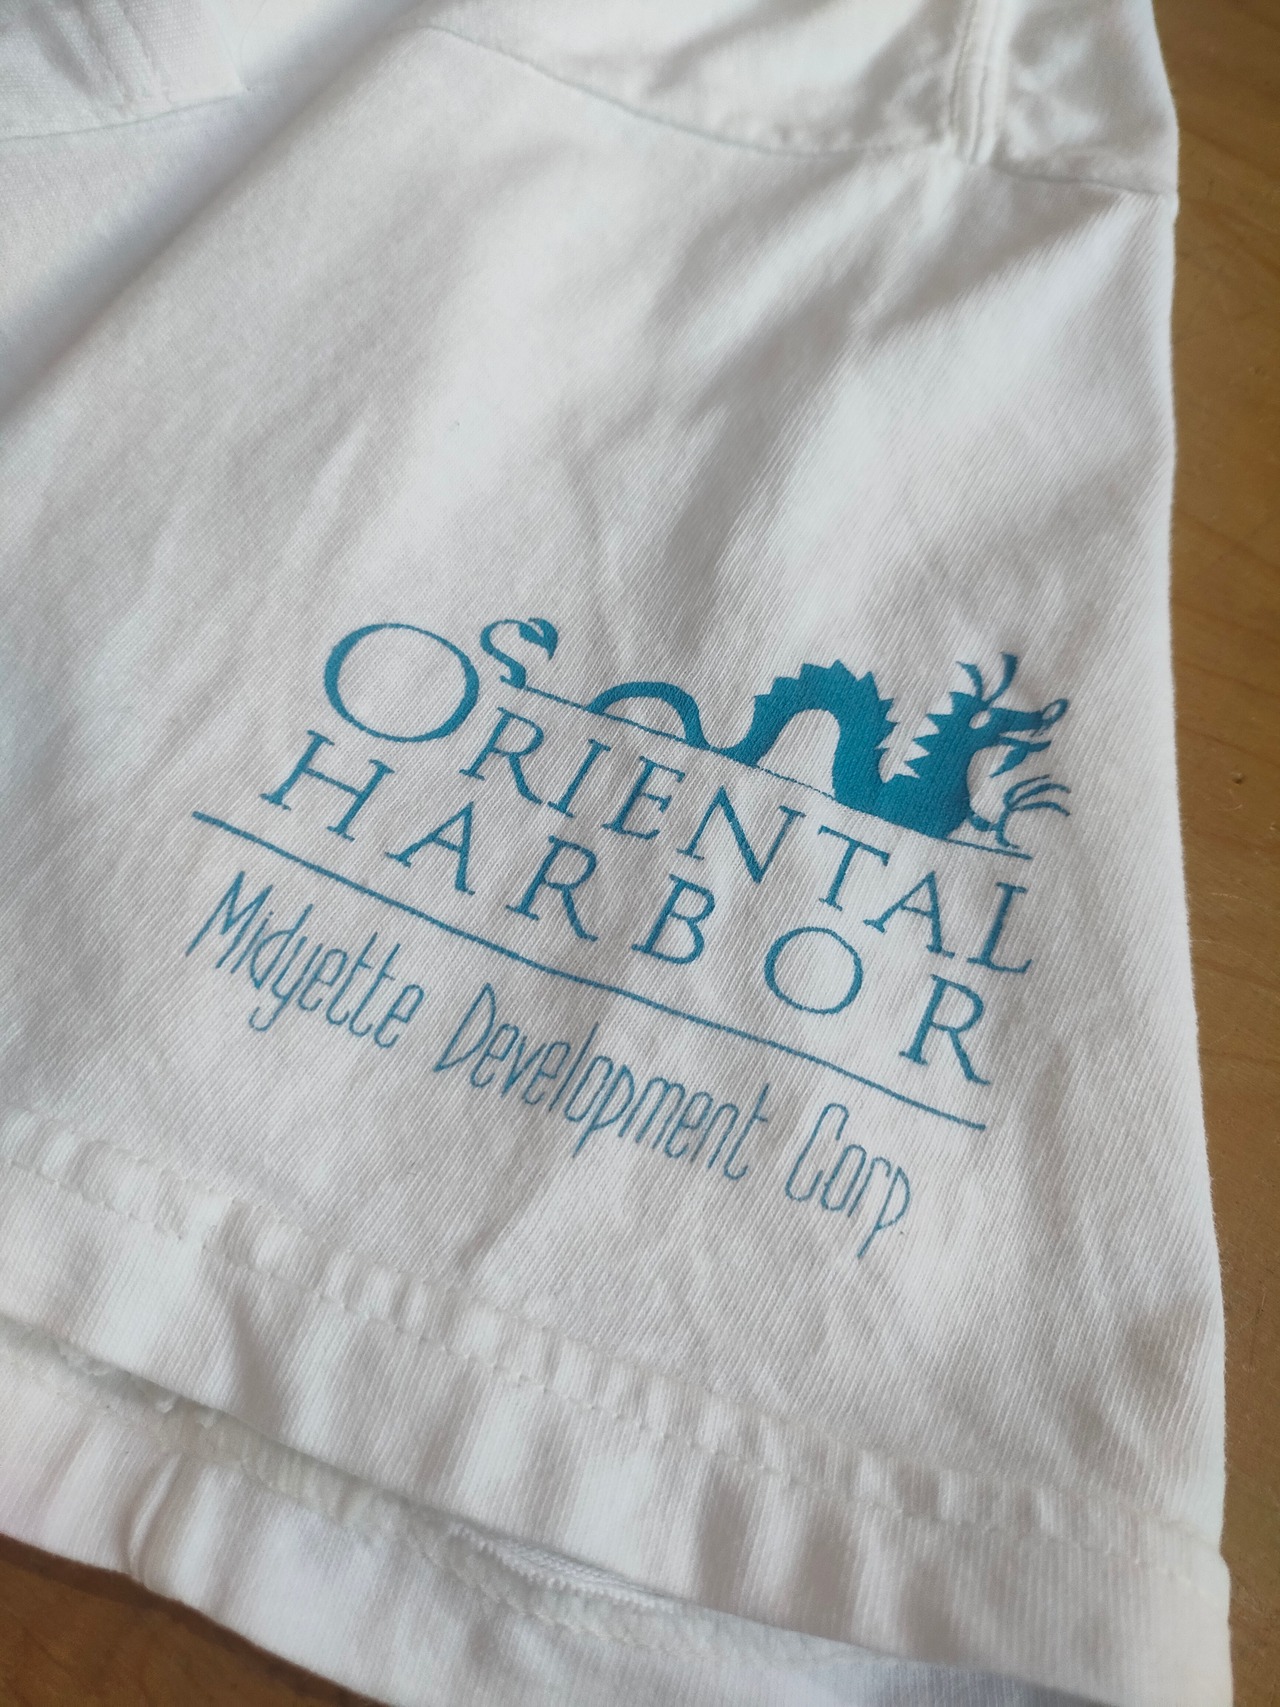 ORIENTAL
HARBOR
Midyette Development Corp